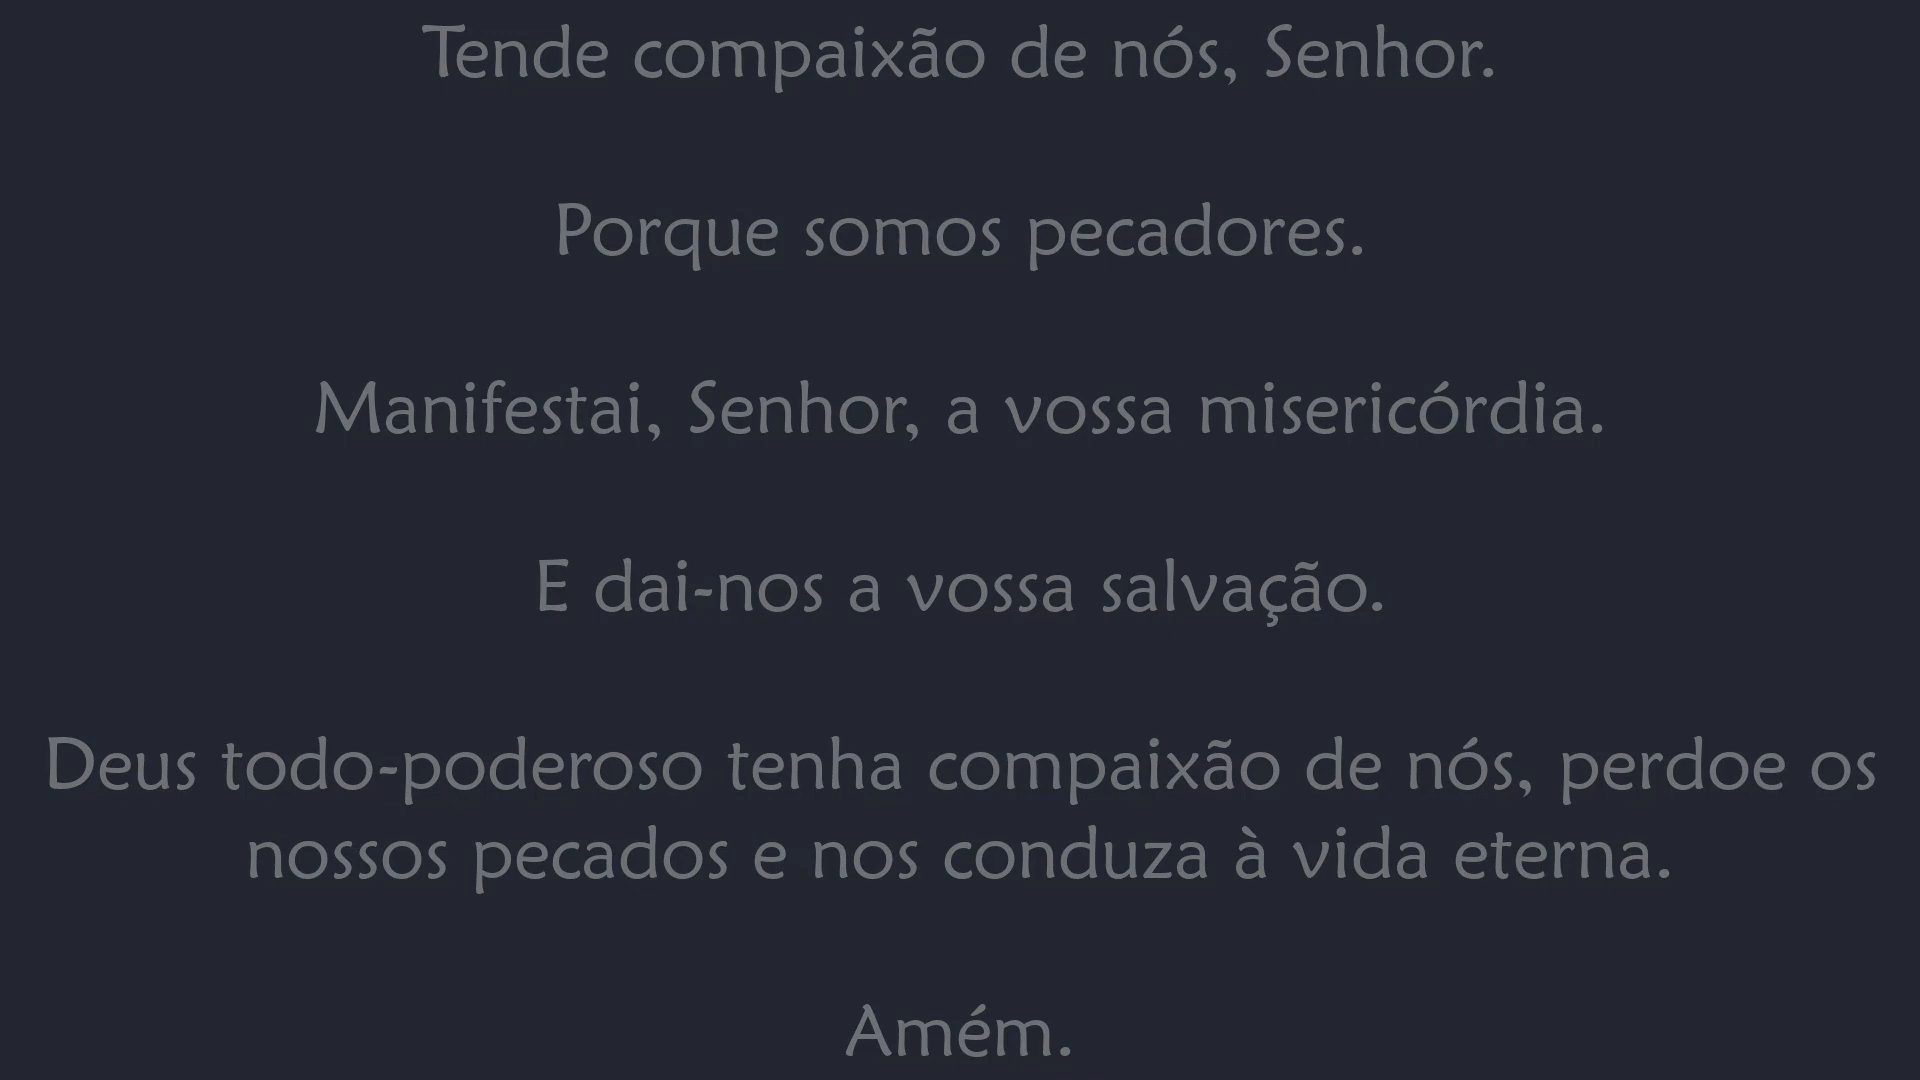 Tende compaixão de nós, Senhor.
Porque somos pecadores.
Manifestai, Senhor, a vossa misericórdia.
E dai-nos a vossa salvação.
Deus todo-poderoso tenha compaixão de nós, perdoe os
nossos pecados e nos conduza à vida eterna.
Amém.